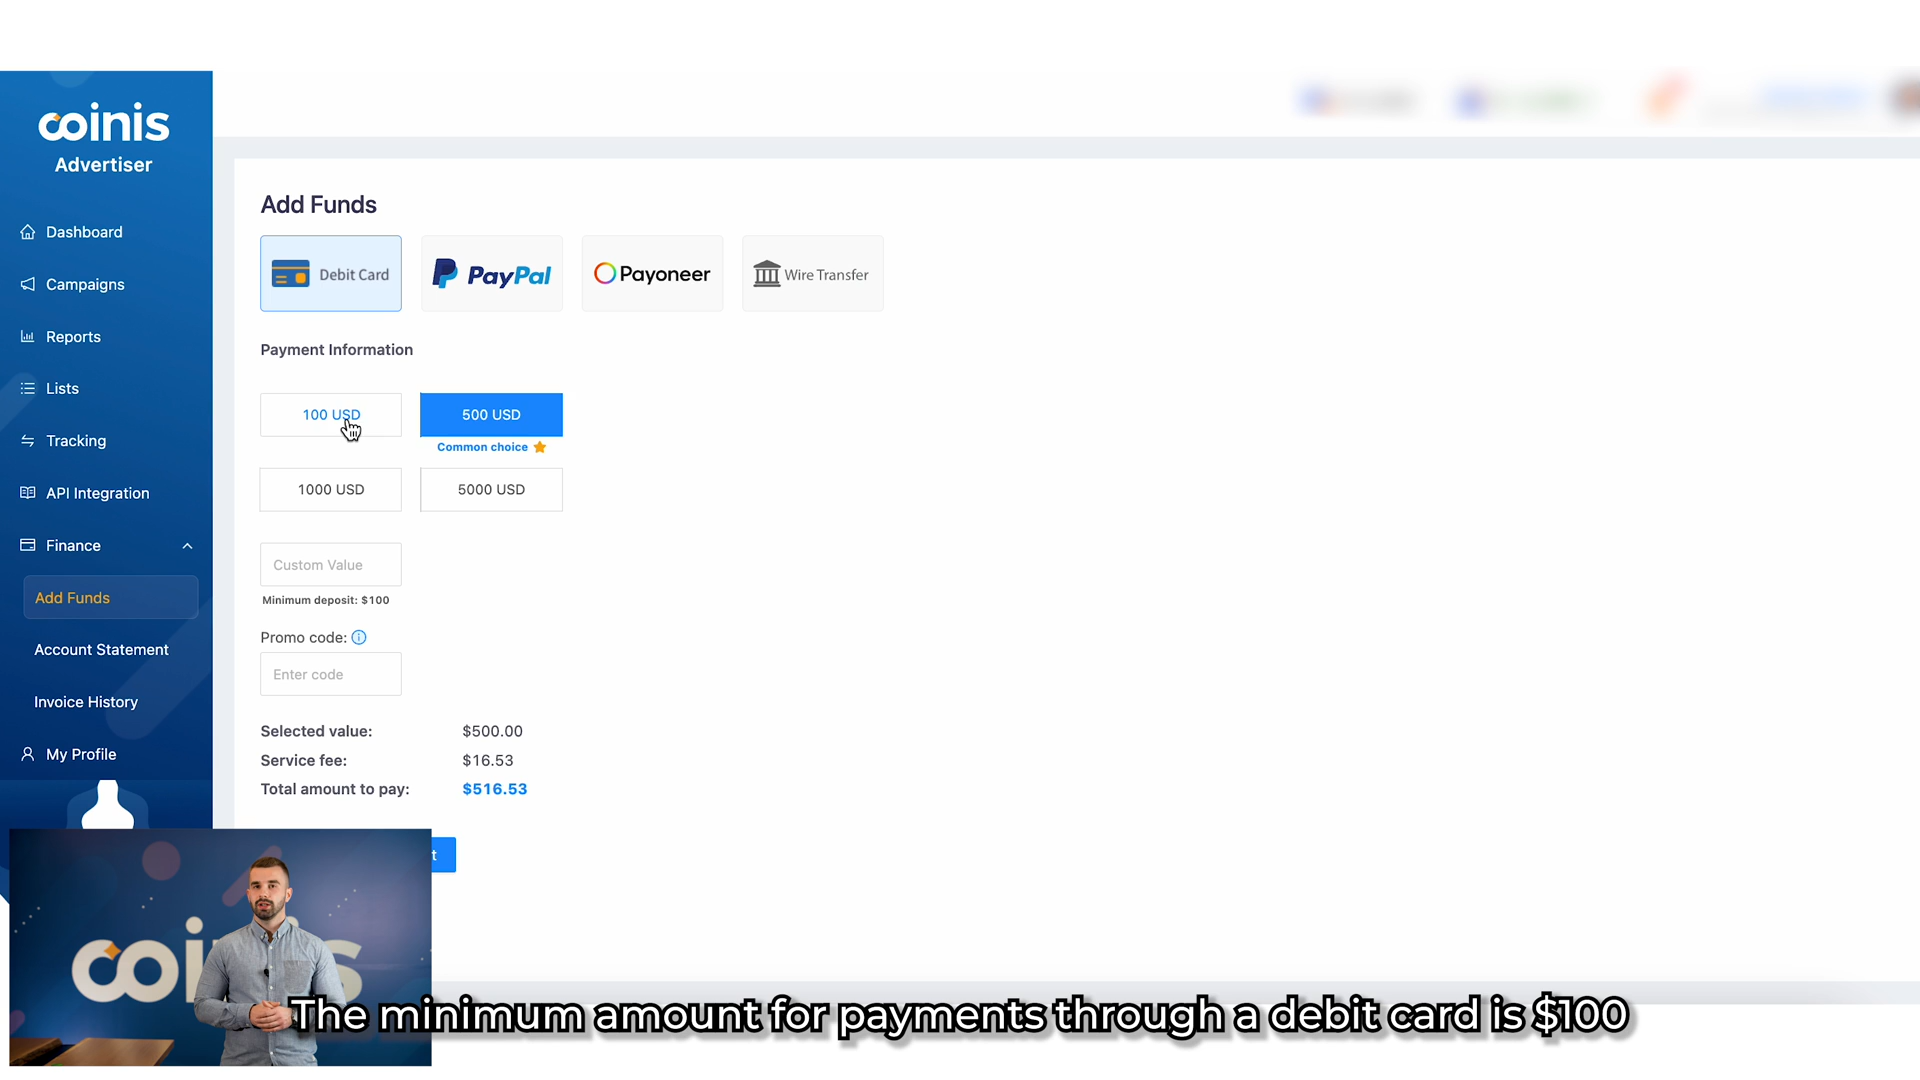 coinis
Advertiser
Dashboard
Campaigns
Reports
Lists
Tracking
API Integration
Finance
Add Funds
Account Statement
Invoice History
My Profile
Add Funds
Debit Card
PayPal
Payoneer
Wire Transfer
Payment Information
100 USD
500 USD
Common choice
1000 USD
5000 USD
Custom Value
Minimum deposit: $100
Promo code:
Enter code
Selected value: $500.00
Service fee: $16.53
Total amount to pay: $516.53
t
coi s
The minimum amount for payments through a debit card is $100